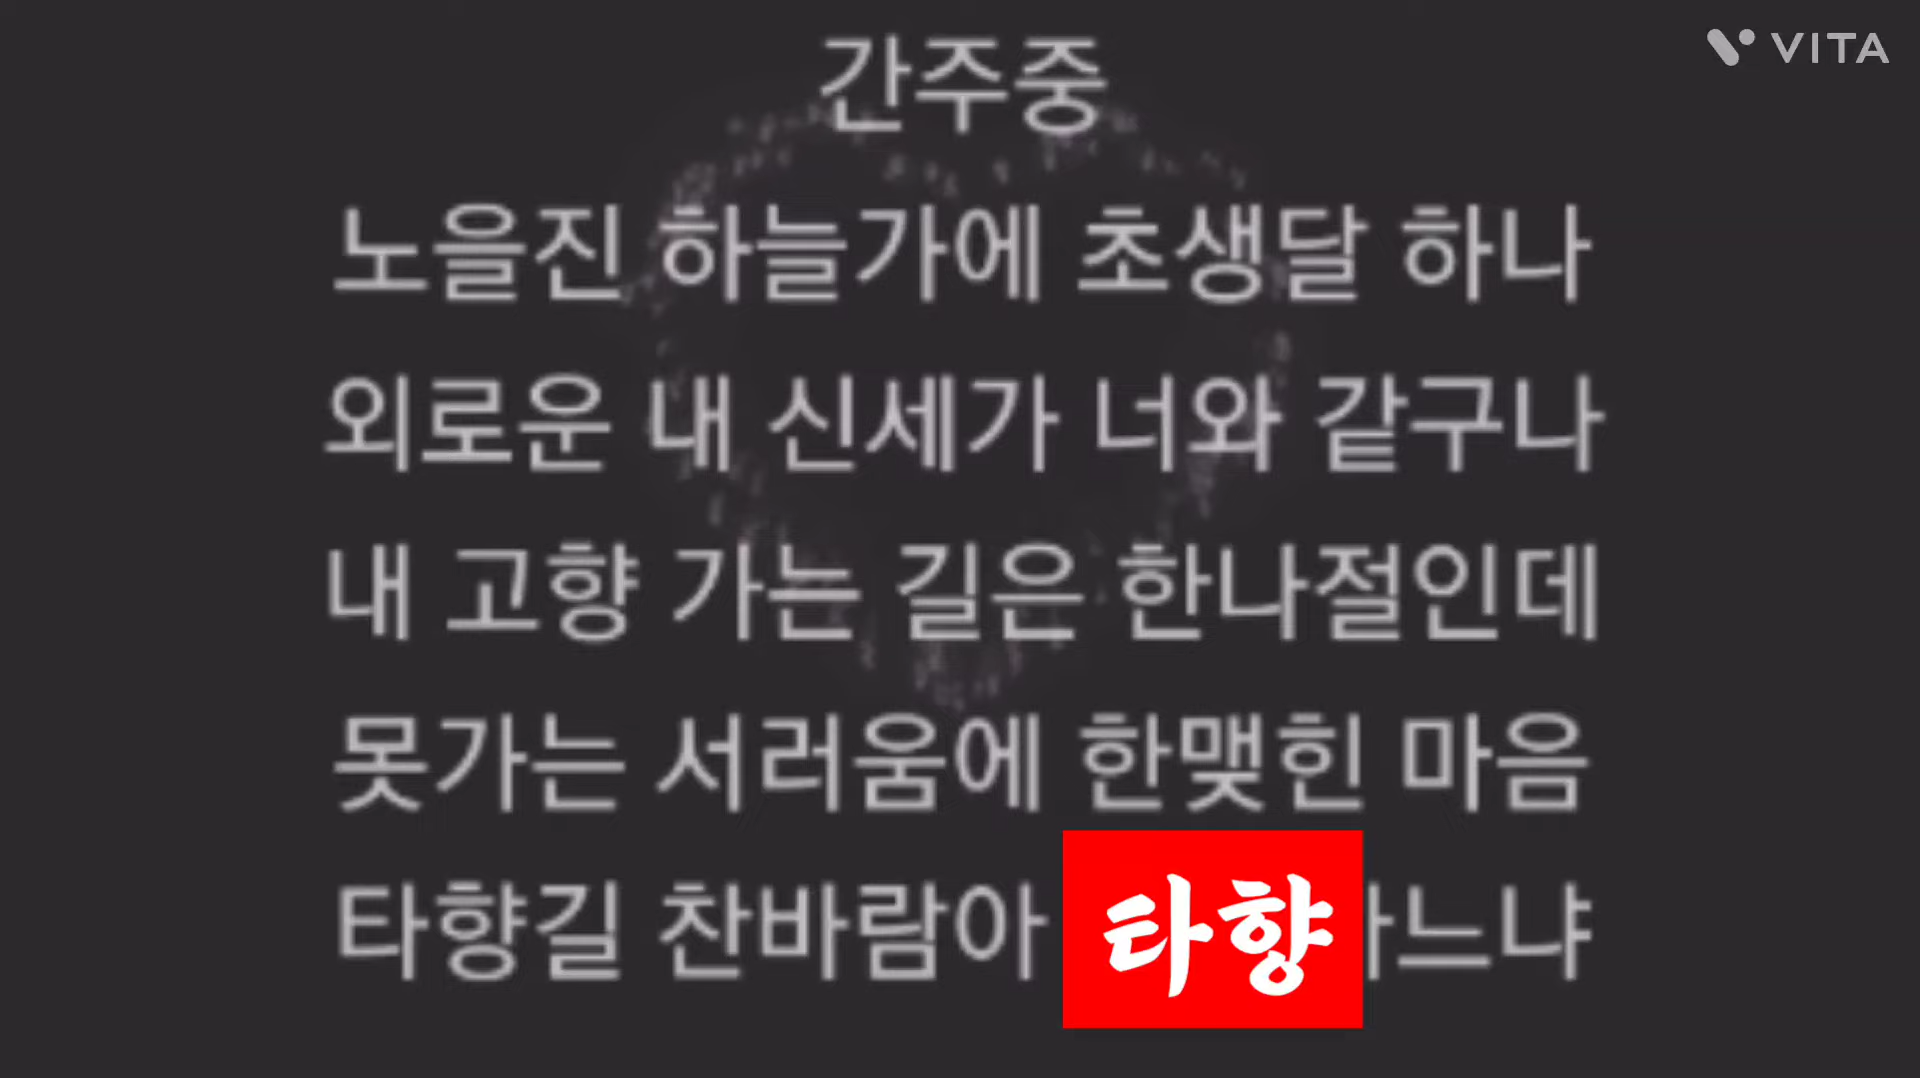 간주중
VITA
노을진 하늘가에 초생달 하나
외로운 내 신세가 너와 같구나
내 고향 가는 길은 한나절인데
못가는 서러움에 한맺힌 마음
타향길 찬바람아 타향 느냐